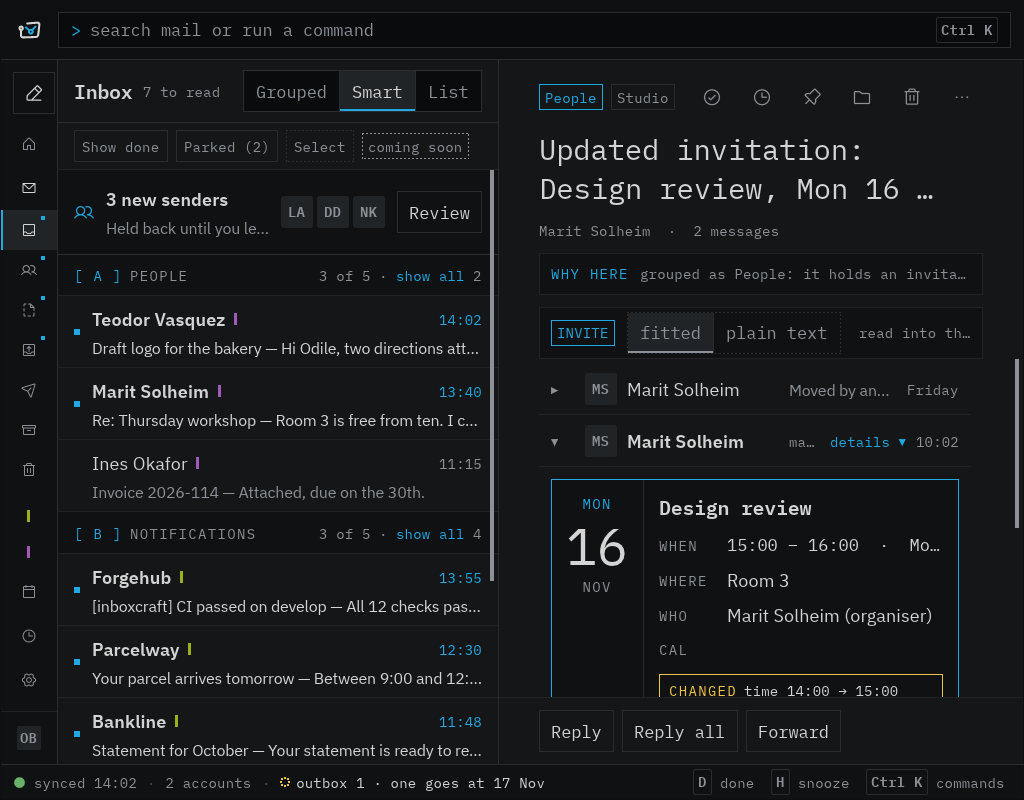 > search mail or run a command Ctrl K
Inbox 7 to read Grouped Smart List
Show done Parked (2) Select coming soon
3 new senders
Held back until you le… LA DD NK Review
[ A ] PEOPLE 3 of 5 · show all 2
Teodor Vasquez 14:02
Draft logo for the bakery — Hi Odile, two directions att…
Marit Solheim 13:40
Re: Thursday workshop — Room 3 is free from ten. I c…
Ines Okafor 11:15
Invoice 2026-114 — Attached, due on the 30th.
[ B ] NOTIFICATIONS 3 of 5 · show all 4
Forgehub 13:55
[inboxcraft] CI passed on develop — All 12 checks pas…
Parcelway 12:30
Your parcel arrives tomorrow — Between 9:00 and 12:…
Bankline 11:48
Statement for October — Your statement is ready to re…
OB
People Studio ···
Updated invitation:
Design review, Mon 16 …
Marit Solheim · 2 messages
WHY HERE grouped as People: it holds an invita…
INVITE fitted plain text read into th…
▸ MS Marit Solheim Moved by an… Friday
▾ MS Marit Solheim ma… details ▾ 10:02
MON
16
NOV
Design review
WHEN 15:00 – 16:00 · Mo…
WHERE Room 3
WHO Marit Solheim (organiser)
CAL
CHANGED time 14:00 → 15:00
Reply Reply all Forward
synced 14:02 · 2 accounts · outbox 1 · one goes at 17 Nov D done H snooze Ctrl K commands